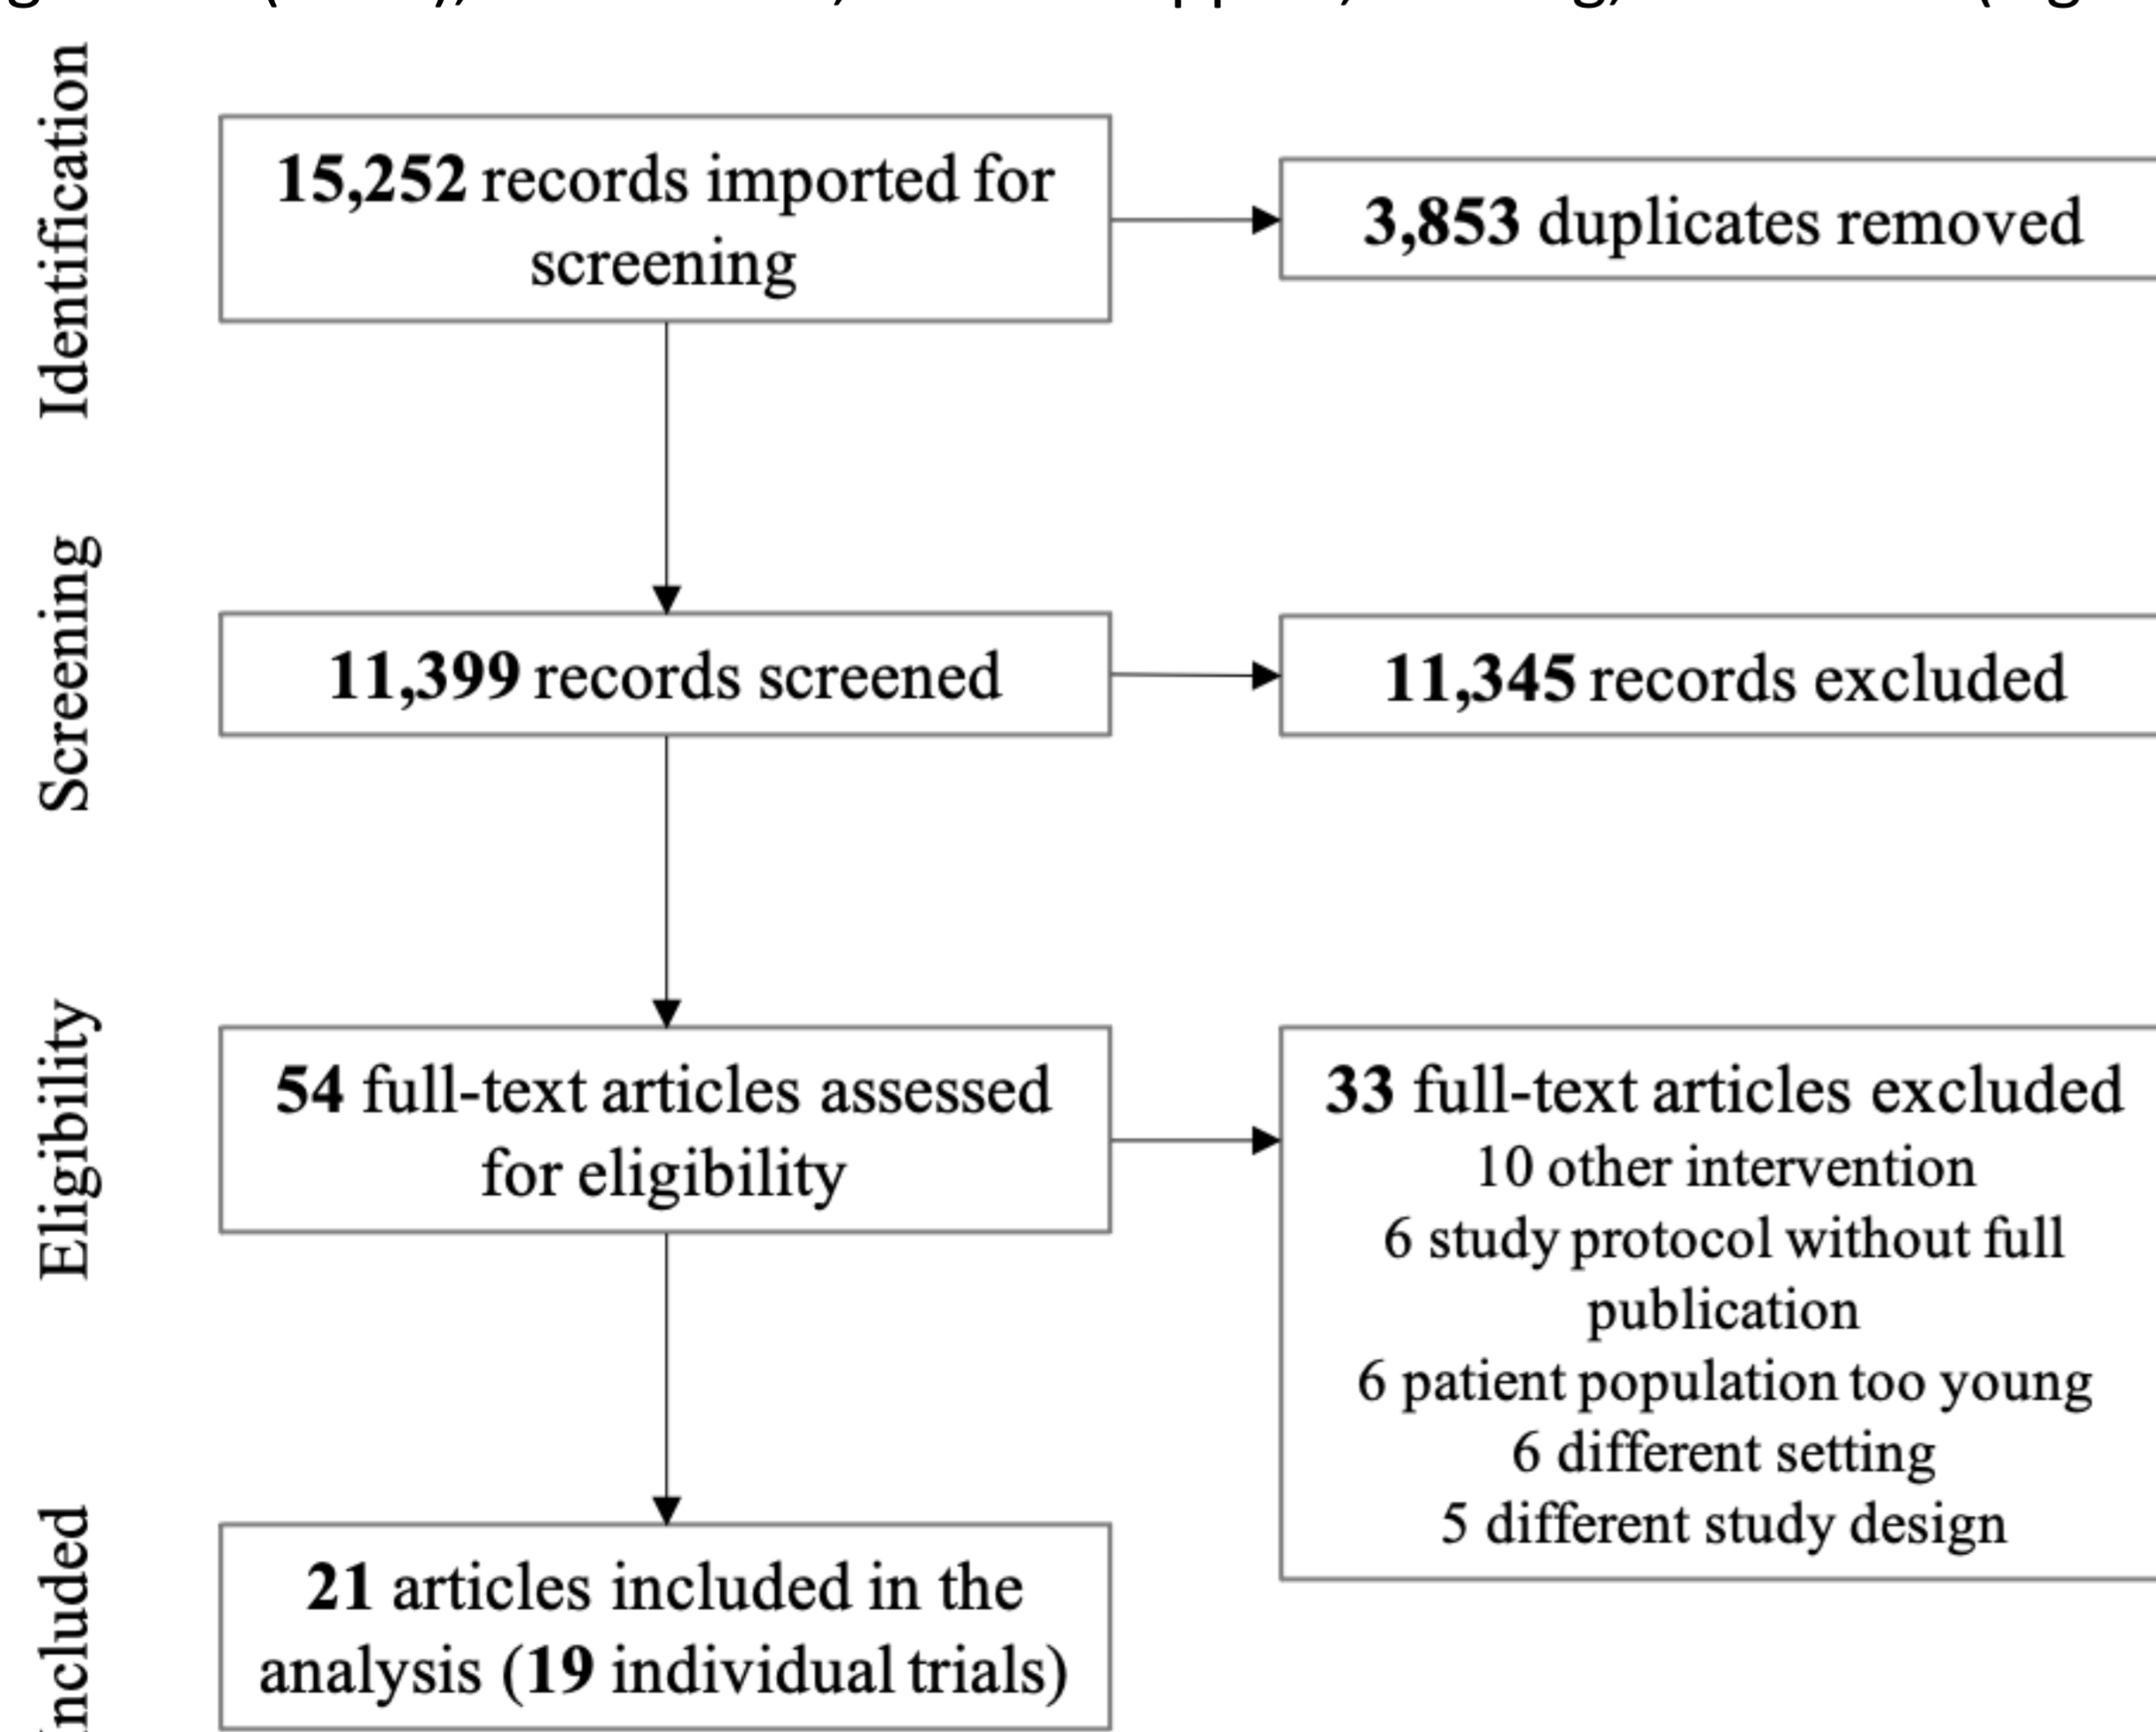 Identification
15,252 records imported for
screening
3,853 duplicates removed
Screening
11,399 records screened
11,345 records excluded
Eligibility
54 full-text articles assessed
for eligibility
33 full-text articles excluded
10 other intervention
6 study protocol without full
publication
6 patient population too young
6 different setting
5 different study design
Included
21 articles included in the
analysis (19 individual trials)